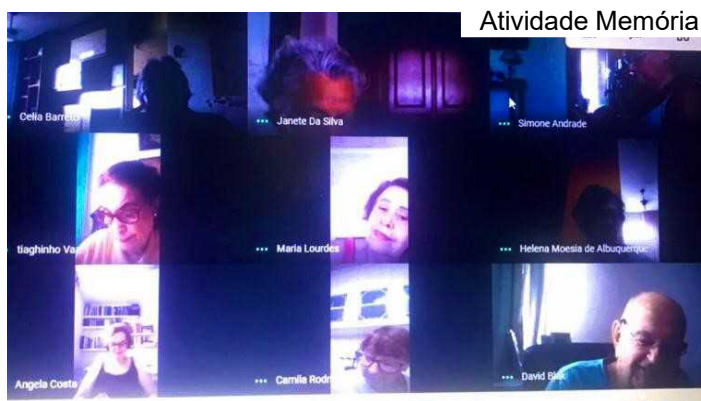 Atividade Memória
Celia Barreto
Janete Da Silva
Simone Andrade
tiaghinho Va
Maria Lourdes
Helena Moesia de Albuquerque
Angela Costa
Camila Rodr
David